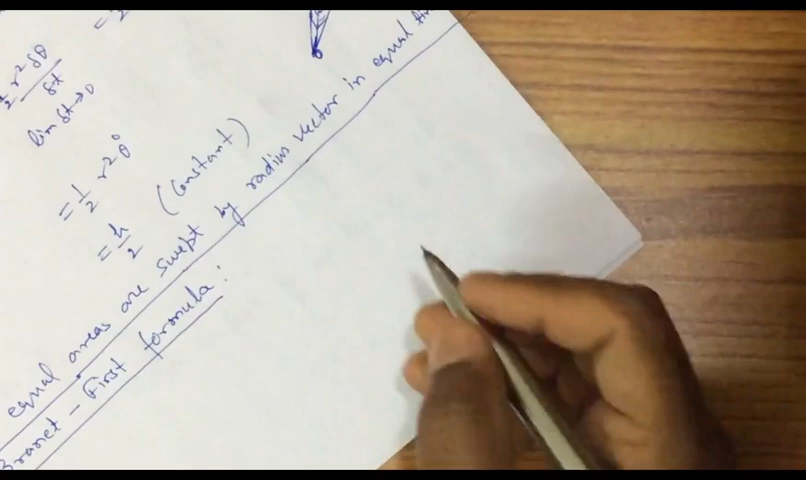 ½ r² δθ / δt
lim δt→0
= 1/2 r² θ̇
= h/2 (Constant)
equal areas are swept by radius vector in equal
Branet - First formula: